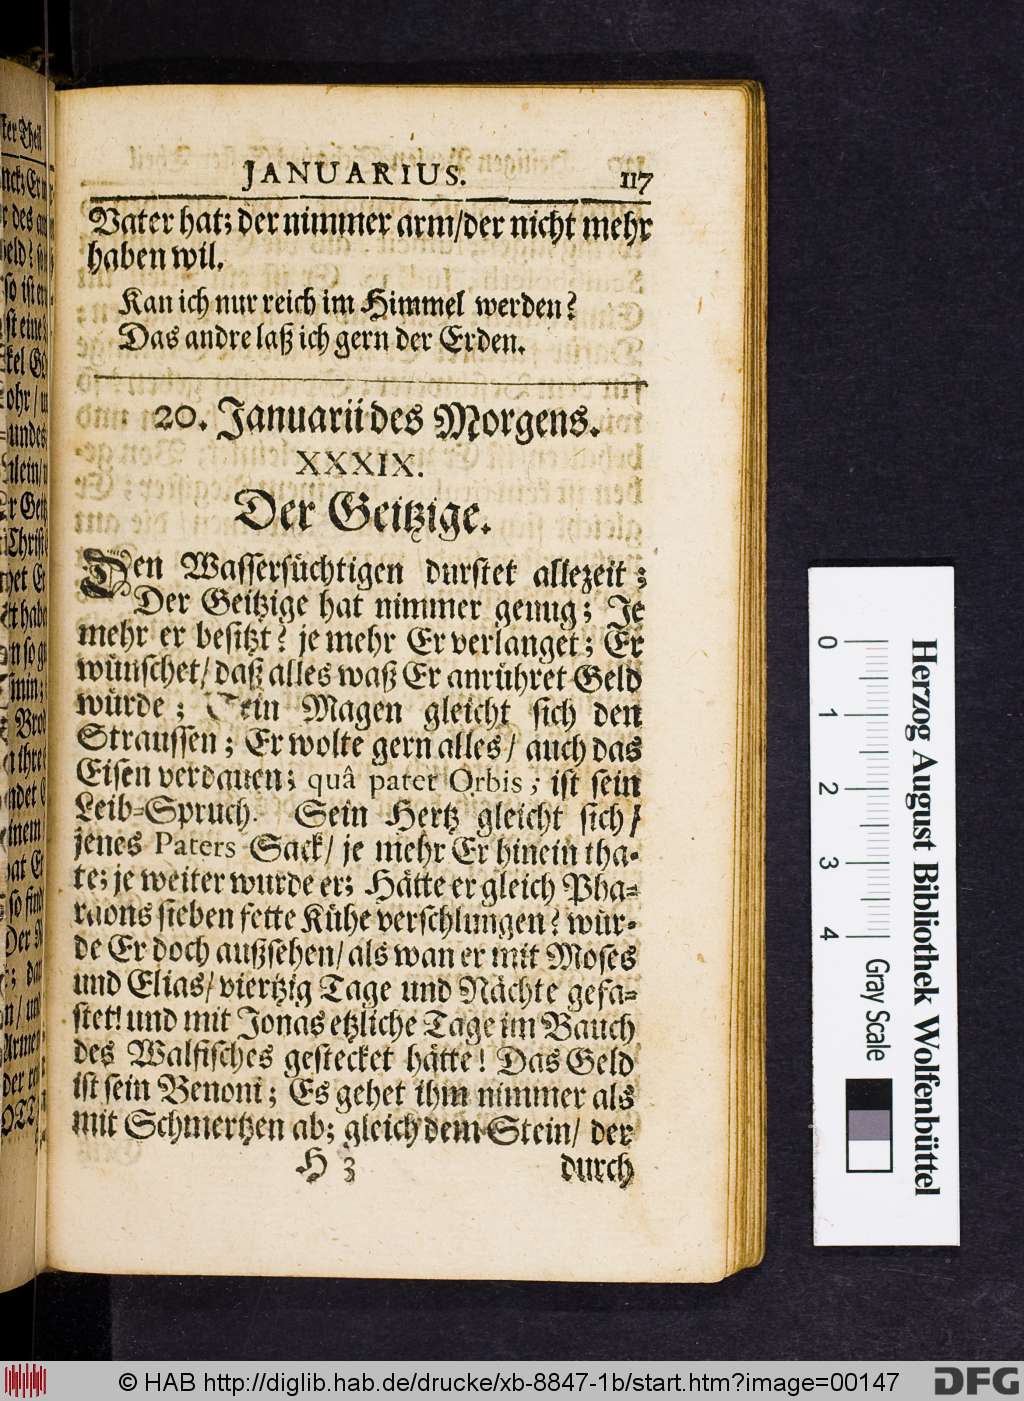 JANUARIUS. 117
Vater hat; der nimmer arm/der nicht mehr
haben wil.
Kan ich nur reich im Himmel werden?
Das andre laß ich gern der Erden.
20. Januarii des Morgens.
XXXIX.
Der Geitzige.
Den Wassersüchtigen durstet allezeit;
Der Geitzige hat nimmer genug; Je
mehr er besitzt? je mehr Er verlanget; Er
wünschet/ daß alles waß Er anrühret Geld
würde; Sein Magen gleicht sich den
Straussen; Er wolte gern alles/ auch das
Eisen verdauen; quâ patet Orbis; ist sein
Leib-Spruch. Sein Hertz gleicht sich/
jenes Paters Sack/ je mehr Er hinein tha-
te; je weiter wurde er; Hätte er gleich Pha-
raons sieben fette Kühe verschlungen? wür-
de Er doch außsehen/ als wan er mit Moses
und Elias/ viertzig Tage und Nächte gefa-
stet! und mit Jonas etzliche Tage im Bauch
des Walfisches gestecket hätte! Das Geld
ist sein Benoni; Es gehet ihm nimmer als
mit Schmertzen ab; gleich dem Stein/ der
H 3 durch
0 1 2 3 4
Herzog August Bibliothek Wolfenbüttel
Gray Scale
© HAB http://diglib.hab.de/drucke/xb-8847-1b/start.htm?image=00147
DFG